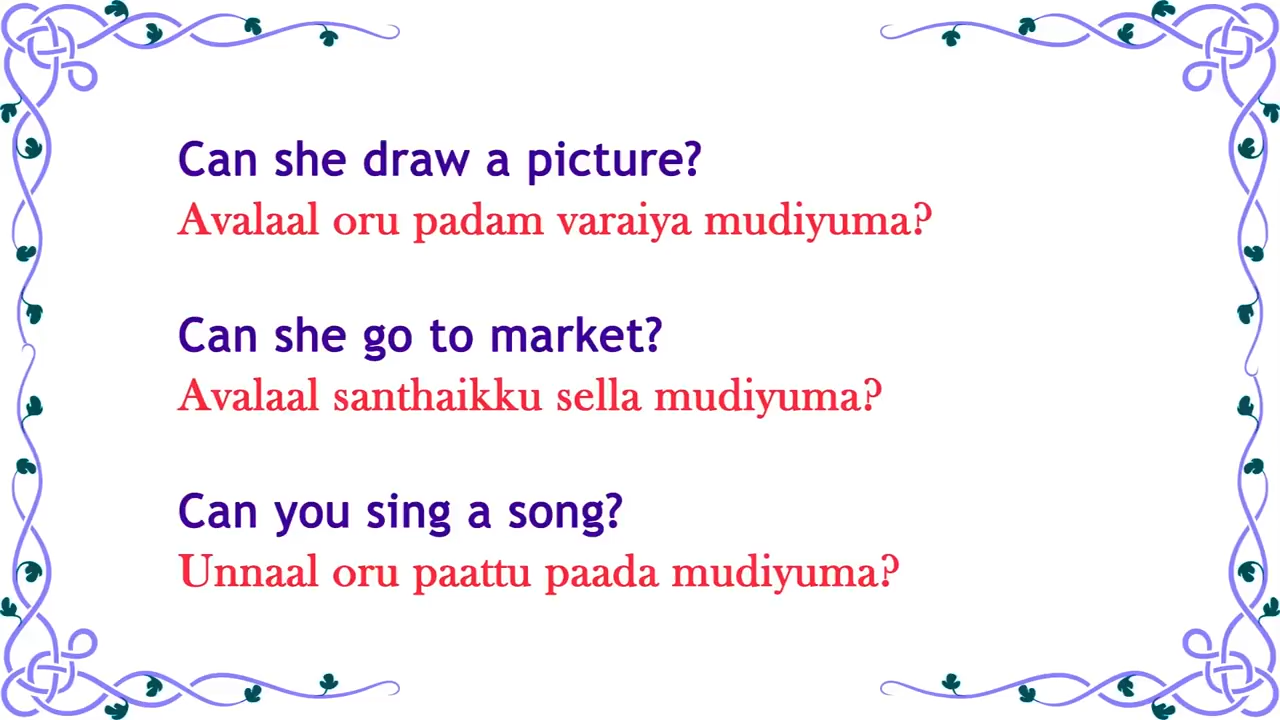 Can she draw a picture?
Avalaal oru padam varaiya mudiyuma?
Can she go to market?
Avalaal santhaikku sella mudiyuma?
Can you sing a song?
Unnaal oru paattu paada mudiyuma?